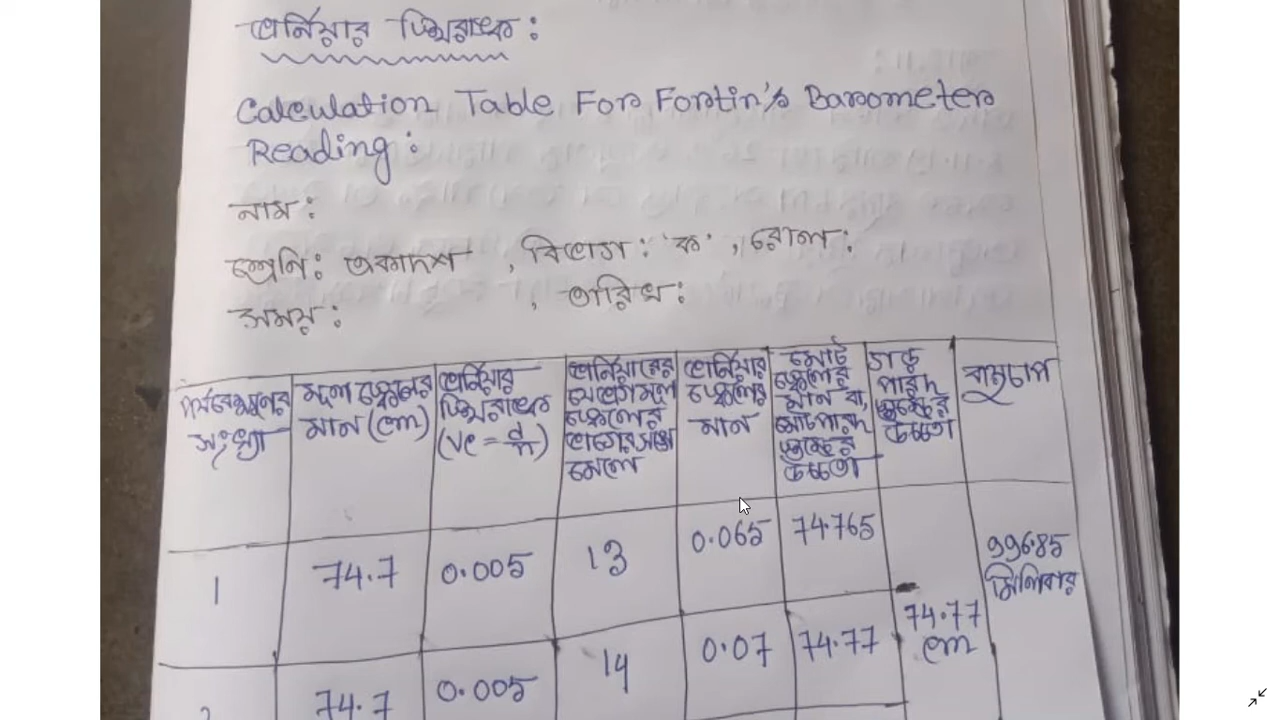 ভার্নিয়ার স্থিরাঙ্ক :
Calculation Table For Fortin's Barometer
Reading :
নাম :
শ্রেণি : একাদশ , বিভাগ : 'ক' , রোল :
সময় : , তারিখ :
পর্যবেক্ষণের সংখ্যা
মূল স্কেলের মান (cm)
ভার্নিয়ার স্থিরাঙ্ক (Vc = d/n)
ভার্নিয়ারের যে ভাগ মূল স্কেলের ভাগের সঙ্গে মেলে
ভার্নিয়ার স্কেলের মান
মোট স্কেলের মান বা, মোট পারদ স্তম্ভের উচ্চতা
গড় পারদ স্তম্ভের উচ্চতা
বায়ুচাপ
1 74.7 0.005 13 0.065 74.765
996.85 মিলিবার
74.77 cm
2 74.7 0.005 14 0.07 74.77